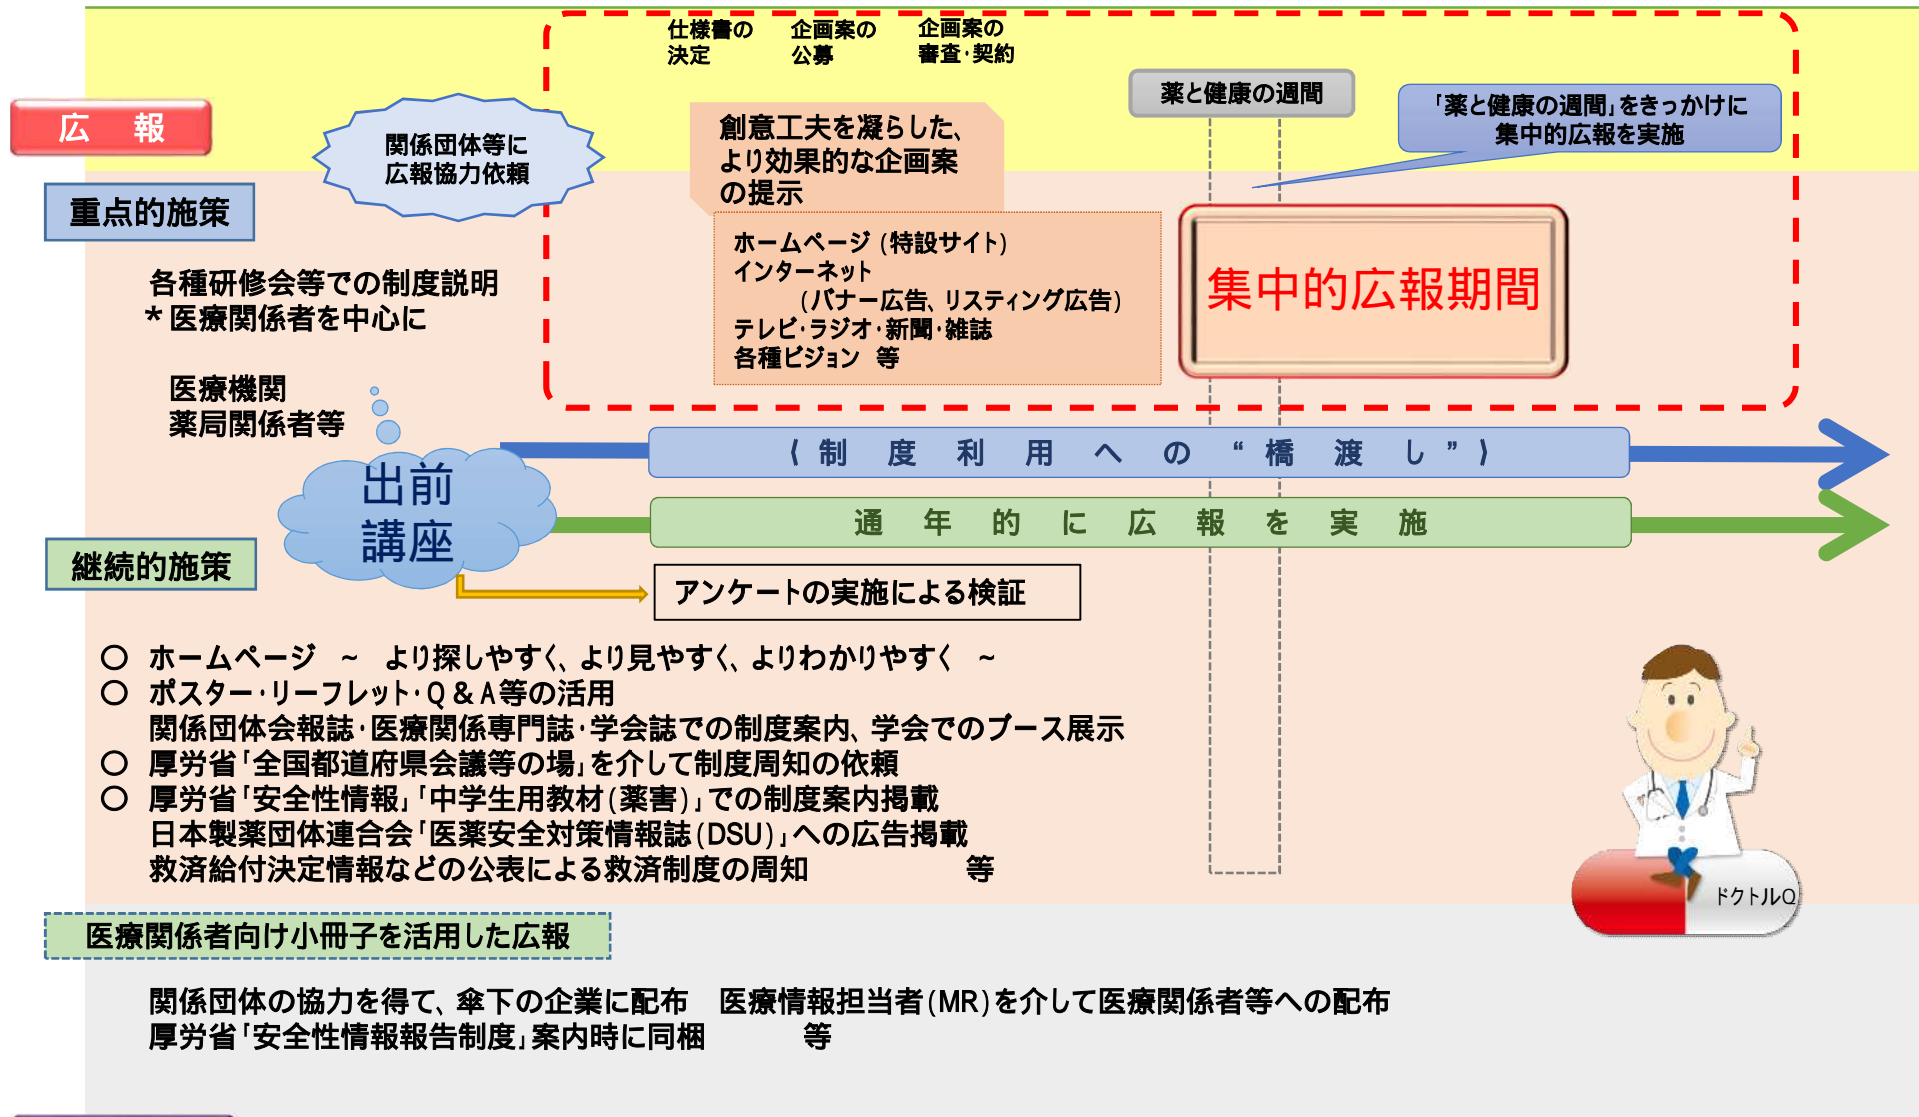 仕様書の
決定
企画案の
公募
企画案の
審査・契約
広　報
関係団体等に
広報協力依頼
創意工夫を凝らした、
より効果的な企画案
の提示
薬と健康の週間
「薬と健康の週間」をきっかけに
集中的広報を実施
重点的施策
ホームページ(特設サイト)
インターネット
(バナー広告、リスティング広告)
テレビ・ラジオ・新聞・雑誌
各種ビジョン 等
集中的広報期間
各種研修会等での制度説明
*医療関係者を中心に
医療機関
薬局関係者等
出前
講座
(制度利用への“橋渡し”)
通年的に広報を実施
継続的施策
アンケートの実施による検証
○ ホームページ ~ より探しやすく、より見やすく、よりわかりやすく ~
○ ポスター・リーフレット・Q&A等の活用
関係団体会報誌・医療関係専門誌・学会誌での制度案内、学会でのブース展示
○ 厚労省「全国都道府県会議等の場」を介して制度周知の依頼
○ 厚労省「安全性情報」「中学生用教材(薬害)」での制度案内掲載
日本製薬団体連合会「医薬安全対策情報誌(DSU)」への広告掲載
救済給付決定情報などの公表による救済制度の周知　等
ドクトルQ
医療関係者向け小冊子を活用した広報
関係団体の協力を得て、傘下の企業に配布　医療情報担当者(MR)を介して医療関係者等への配布
厚労省「安全性情報報告制度」案内時に同梱　等